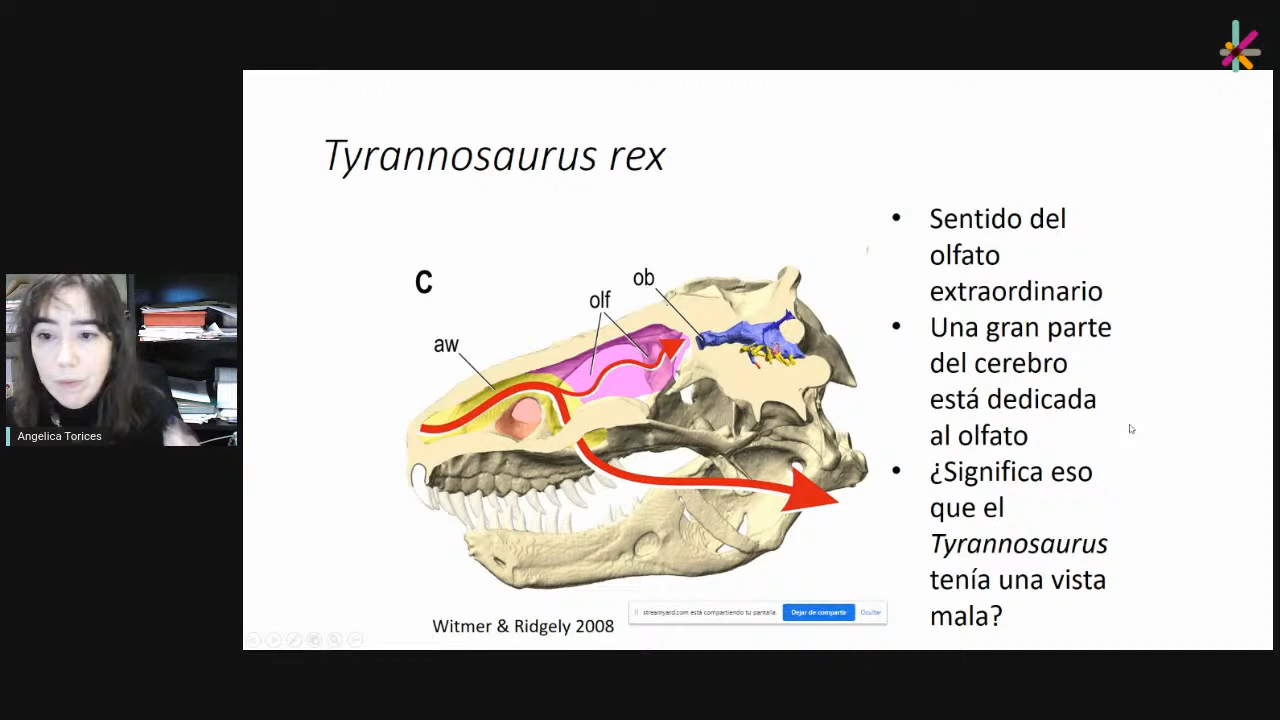 Tyrannosaurus rex
C
ob
olf
aw
• Sentido del
olfato
extraordinario
• Una gran parte
del cerebro
está dedicada
al olfato
• ¿Significa eso
que el
Tyrannosaurus
tenía una vista
mala?
Angelica Torices
streamyard.com está compartiendo tu pantalla.
Dejar de compartir
Ocultar
Witmer & Ridgely 2008